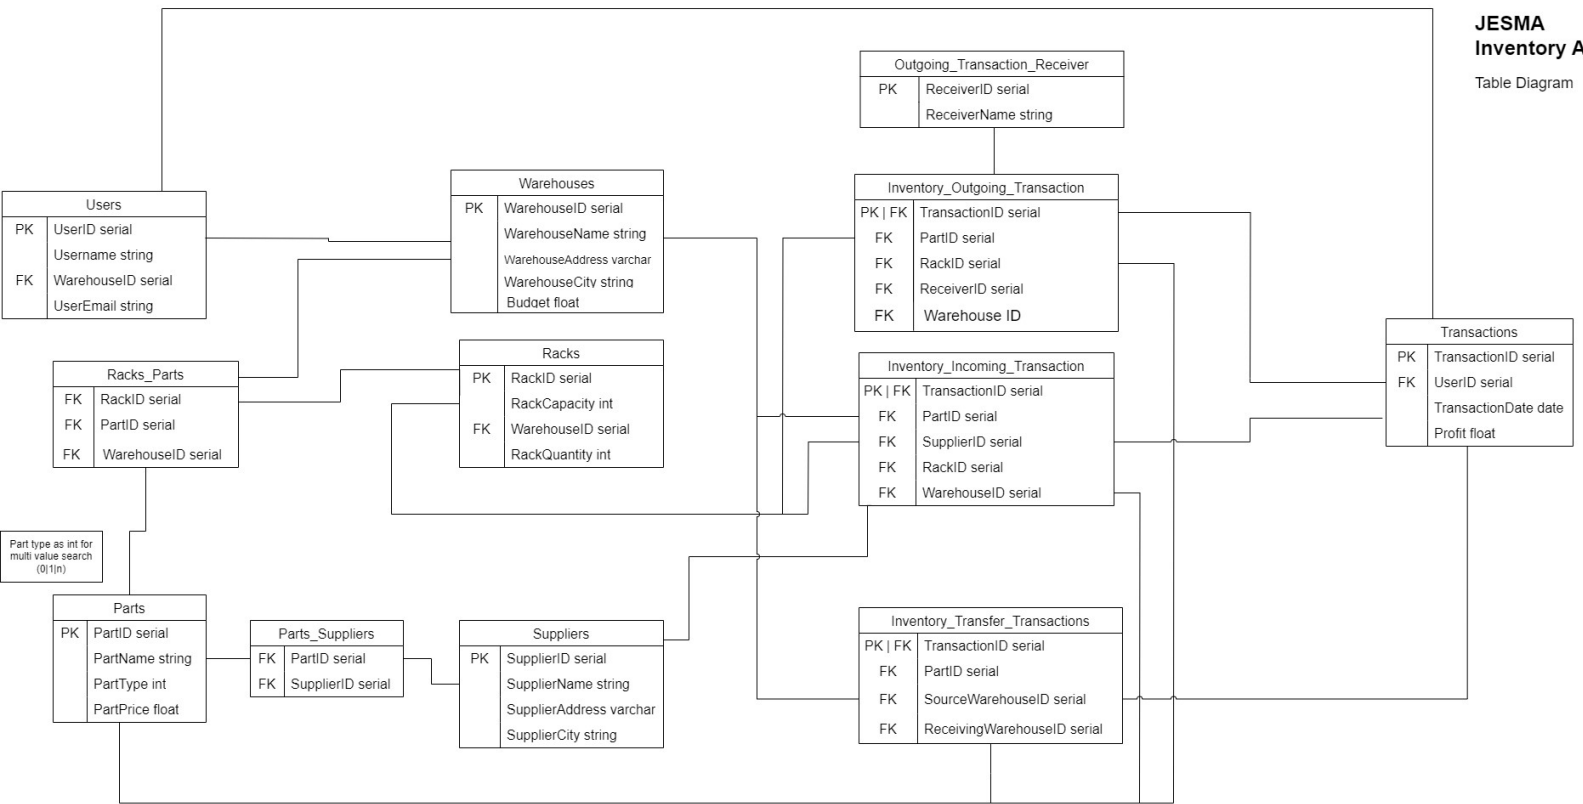 JESMA
Inventory A
Table Diagram
Outgoing_Transaction_Receiver
PK ReceiverID serial
ReceiverName string
Users
PK UserID serial
Username string
FK WarehouseID serial
UserEmail string
Warehouses
PK WarehouseID serial
WarehouseName string
WarehouseAddress varchar
WarehouseCity string
Budget float
Inventory_Outgoing_Transaction
PK | FK TransactionID serial
FK PartID serial
FK RackID serial
FK ReceiverID serial
FK Warehouse ID
Transactions
PK TransactionID serial
FK UserID serial
TransactionDate date
Profit float
Racks_Parts
FK RackID serial
FK PartID serial
FK WarehouseID serial
Racks
PK RackID serial
RackCapacity int
FK WarehouseID serial
RackQuantity int
Inventory_Incoming_Transaction
PK | FK TransactionID serial
FK PartID serial
FK SupplierID serial
FK RackID serial
FK WarehouseID serial
Part type as int for
multi value search
(0|1|n)
Parts
PK PartID serial
PartName string
PartType int
PartPrice float
Parts_Suppliers
FK PartID serial
FK SupplierID serial
Suppliers
PK SupplierID serial
SupplierName string
SupplierAddress varchar
SupplierCity string
Inventory_Transfer_Transactions
PK | FK TransactionID serial
FK PartID serial
FK SourceWarehouseID serial
FK ReceivingWarehouseID serial